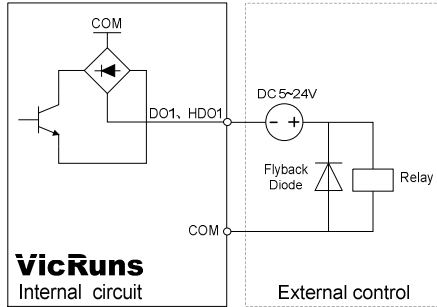 COM
DO1、HDO1
DC 5~24V
- +
Flyback
Diode
Relay
COM
VicRuns
Internal circuit
External control